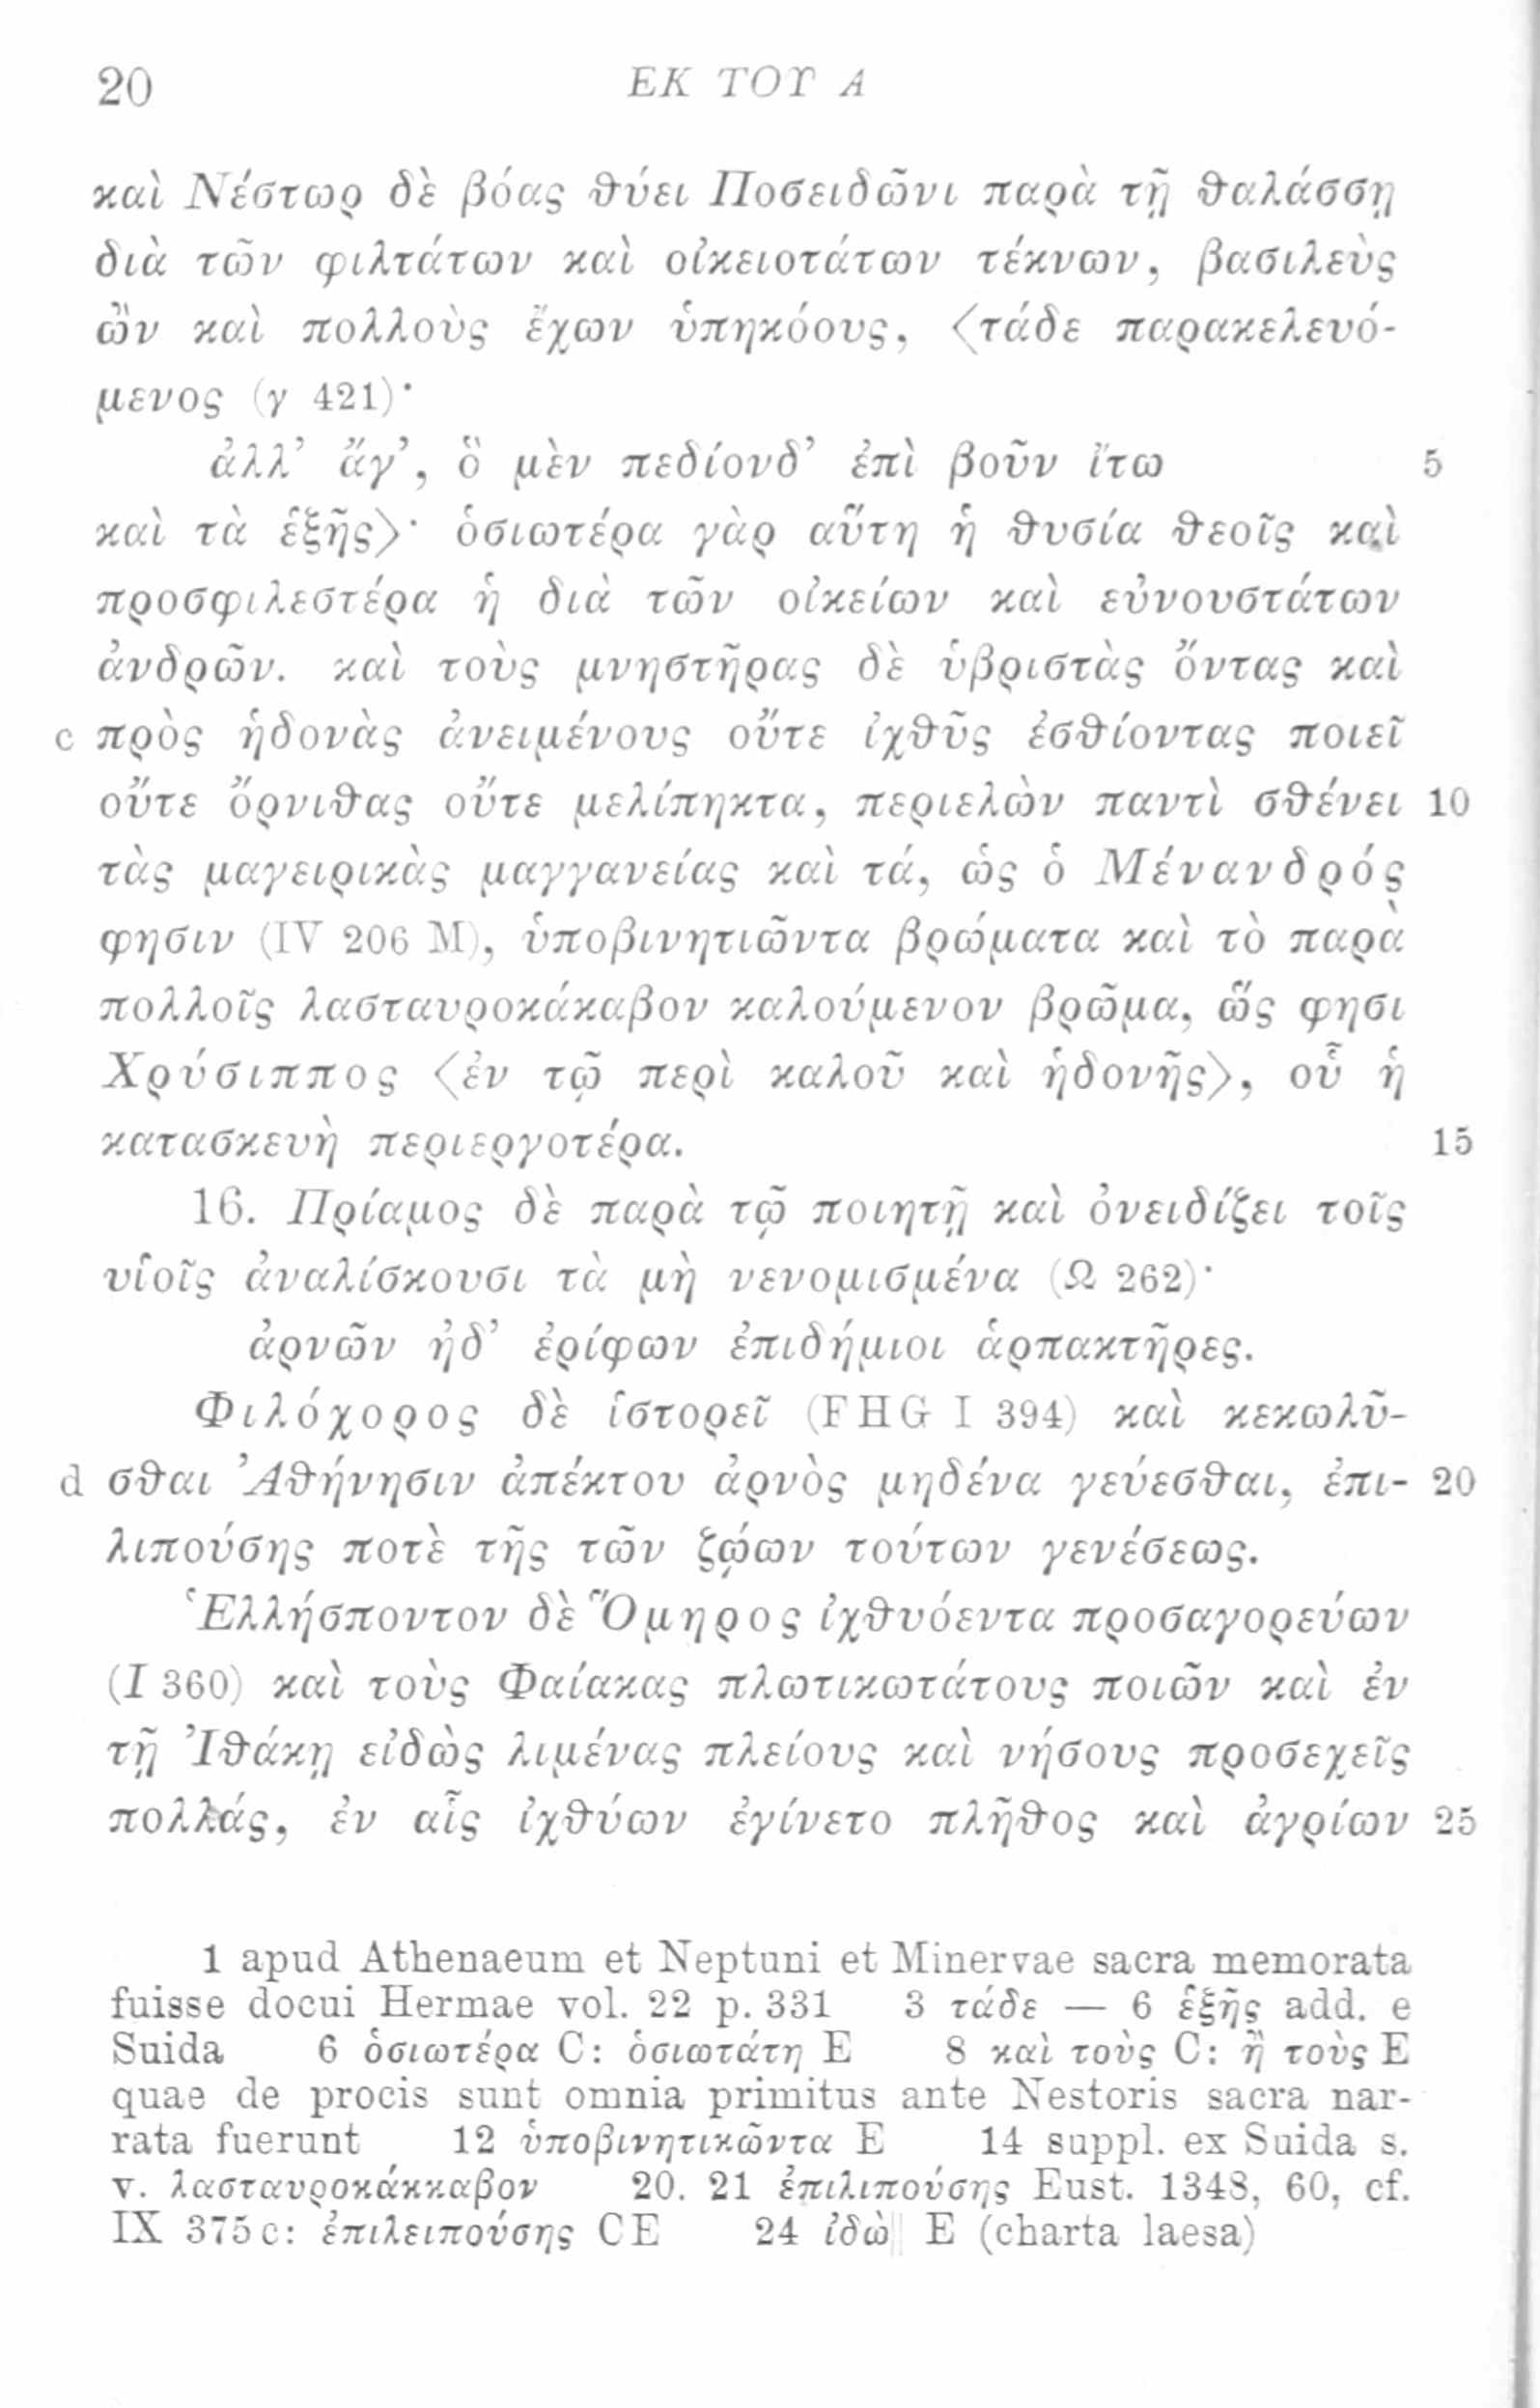 20 ΕΚ ΤΟΥ Α
καὶ Νέστωρ δὲ βόας θύει Ποσειδῶνι παρὰ τῇ θαλάσσῃ
διὰ τῶν φιλτάτων καὶ οἰκειοτάτων τέκνων, βασιλεὺς
ὢν καὶ πολλοὺς ἔχων ὑπηκόους, 〈τάδε παρακελευό-
μενος (γ 421)·
ἀλλ’ ἄγ’, ὃ μὲν πεδίονδ’ ἐπὶ βοῦν ἴτω 5
καὶ τὰ ἑξῆς〉· ὁσιωτέρα γὰρ αὕτη ἡ θυσία θεοῖς καὶ
προσφιλεστέρα ἡ διὰ τῶν οἰκείων καὶ εὐνουστάτων
ἀνδρῶν. καὶ τοὺς μνηστῆρας δὲ ὑβριστὰς ὄντας καὶ
c πρὸς ἡδονὰς ἀνειμένους οὔτε ἰχθῦς ἐσθίοντας ποιεῖ
οὔτε ὄρνιθας οὔτε μελίπηκτα, περιελὼν παντὶ σθένει 10
τὰς μαγειρικὰς μαγγανείας καὶ τά, ὡς ὁ Μένανδρός
φησιν (IV 206 M), ὑποβινητιῶντα βρώματα καὶ τὸ παρὰ
πολλοῖς λασταυροκάκαβον καλούμενον βρῶμα, ὥς φησι
Χρύσιππος 〈ἐν τῷ περὶ καλοῦ καὶ ἡδονῆς〉, οὗ ἡ
κατασκευὴ περιεργοτέρα. 15
16. Πρίαμος δὲ παρὰ τῷ ποιητῇ καὶ ὀνειδίζει τοῖς
υἱοῖς ἀναλίσκουσι τὰ μὴ νενομισμένα (Ω 262)·
ἀρνῶν ἠδ’ ἐρίφων ἐπιδήμιοι ἁρπακτῆρες.
Φιλόχορος δὲ ἱστορεῖ (FHG I 394) καὶ κεκωλῦ-
d σθαι Ἀθήνησιν ἀπέκτου ἀρνὸς μηδένα γεύεσθαι, ἐπι- 20
λιπούσης ποτὲ τῆς τῶν ζῴων τούτων γενέσεως.
Ἑλλήσποντον δὲ Ὅμηρος ἰχθυόεντα προσαγορεύων
(I 360) καὶ τοὺς Φαίακας πλωτικωτάτους ποιῶν καὶ ἐν
τῇ Ἰθάκῃ εἰδὼς λιμένας πλείους καὶ νήσους προσεχεῖς
πολλάς, ἐν αἷς ἰχθύων ἐγίνετο πλῆθος καὶ ἀγρίων 25
1 apud Athenaeum et Neptuni et Minervae sacra memorata
fuisse docui Hermae vol. 22 p. 331 3 τάδε — 6 ἑξῆς add. e
Suida 6 ὁσιωτέρα C: ὁσιωτάτη E 8 καὶ τοὺς C: ἢ τοὺς E
quae de procis sunt omnia primitus ante Nestoris sacra nar-
rata fuerunt 12 ὑποβινητικῶντα E 14 suppl. ex Suida s.
v. λασταυροκάκκαβον 20. 21 ἐπιλιπούσης Eust. 1348, 60, cf.
IX 375 c: ἐπιλειπούσης CE 24 ἰδὼ|| E (charta laesa)